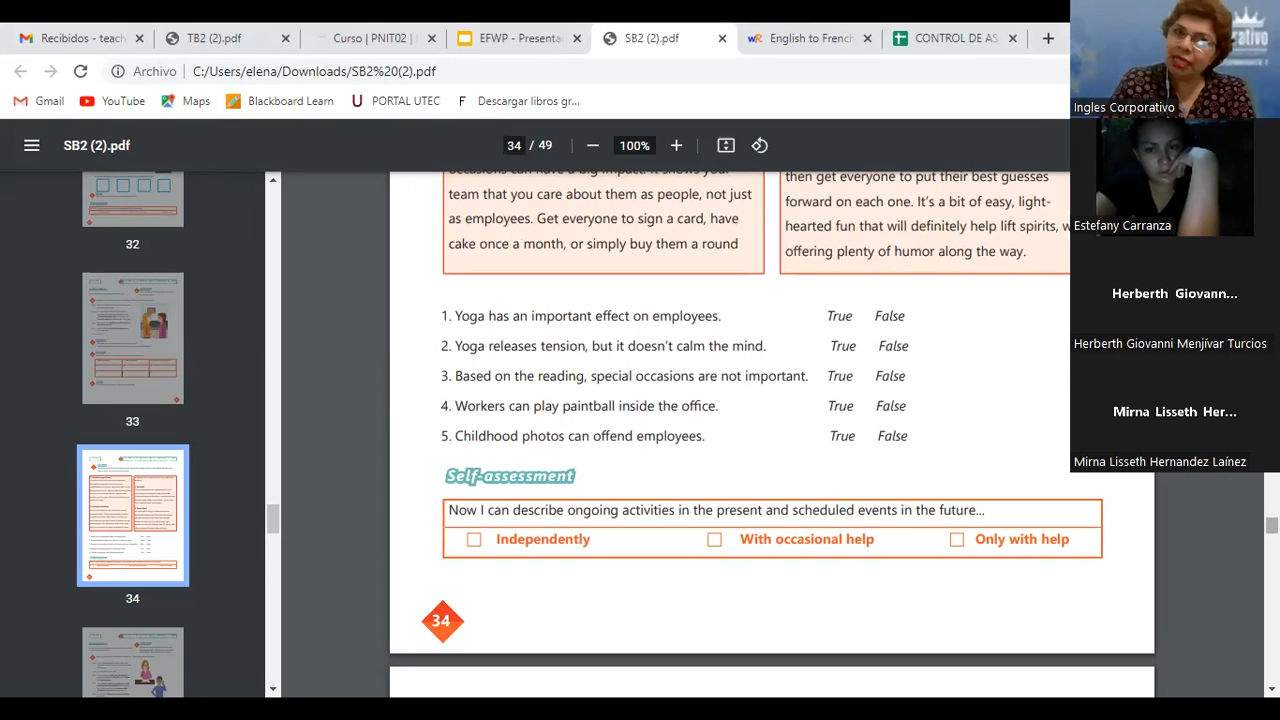 Recibidos - teach
TB2 (2).pdf
Curso | PNIT02 |
EFWP - Presenta
SB2 (2).pdf
English to French
CONTROL DE AS
Archivo
C:/Users/elena/Downloads/SB2%20(2).pdf
Gmail
YouTube
Maps
Blackboard Learn
PORTAL UTEC
Descargar libros gr...
SB2 (2).pdf
34 / 49
100%
32
33
34
occasions can have a big impact. It shows your
team that you care about them as people, not just
as employees. Get everyone to sign a card, have
cake once a month, or simply buy them a round
then get everyone to put their best guesses
forward on each one. It's a bit of easy, light-
hearted fun that will definitely help lift spirits, w
offering plenty of humor along the way.
1. Yoga has an important effect on employees. True False
2. Yoga releases tension, but it doesn't calm the mind. True False
3. Based on the reading, special occasions are not important. True False
4. Workers can play paintball inside the office. True False
5. Childhood photos can offend employees. True False
Self-assessment
Now I can describe ongoing activities in the present and scheduled events in the future...
Independently
With occasional help
Only with help
34
Ingles Corporativo
Estefany Carranza
Herberth Giovann...
Herberth Giovanni Menjívar Turcios
Mirna Lisseth Her...
Mirna Lisseth Hernandez Laínez